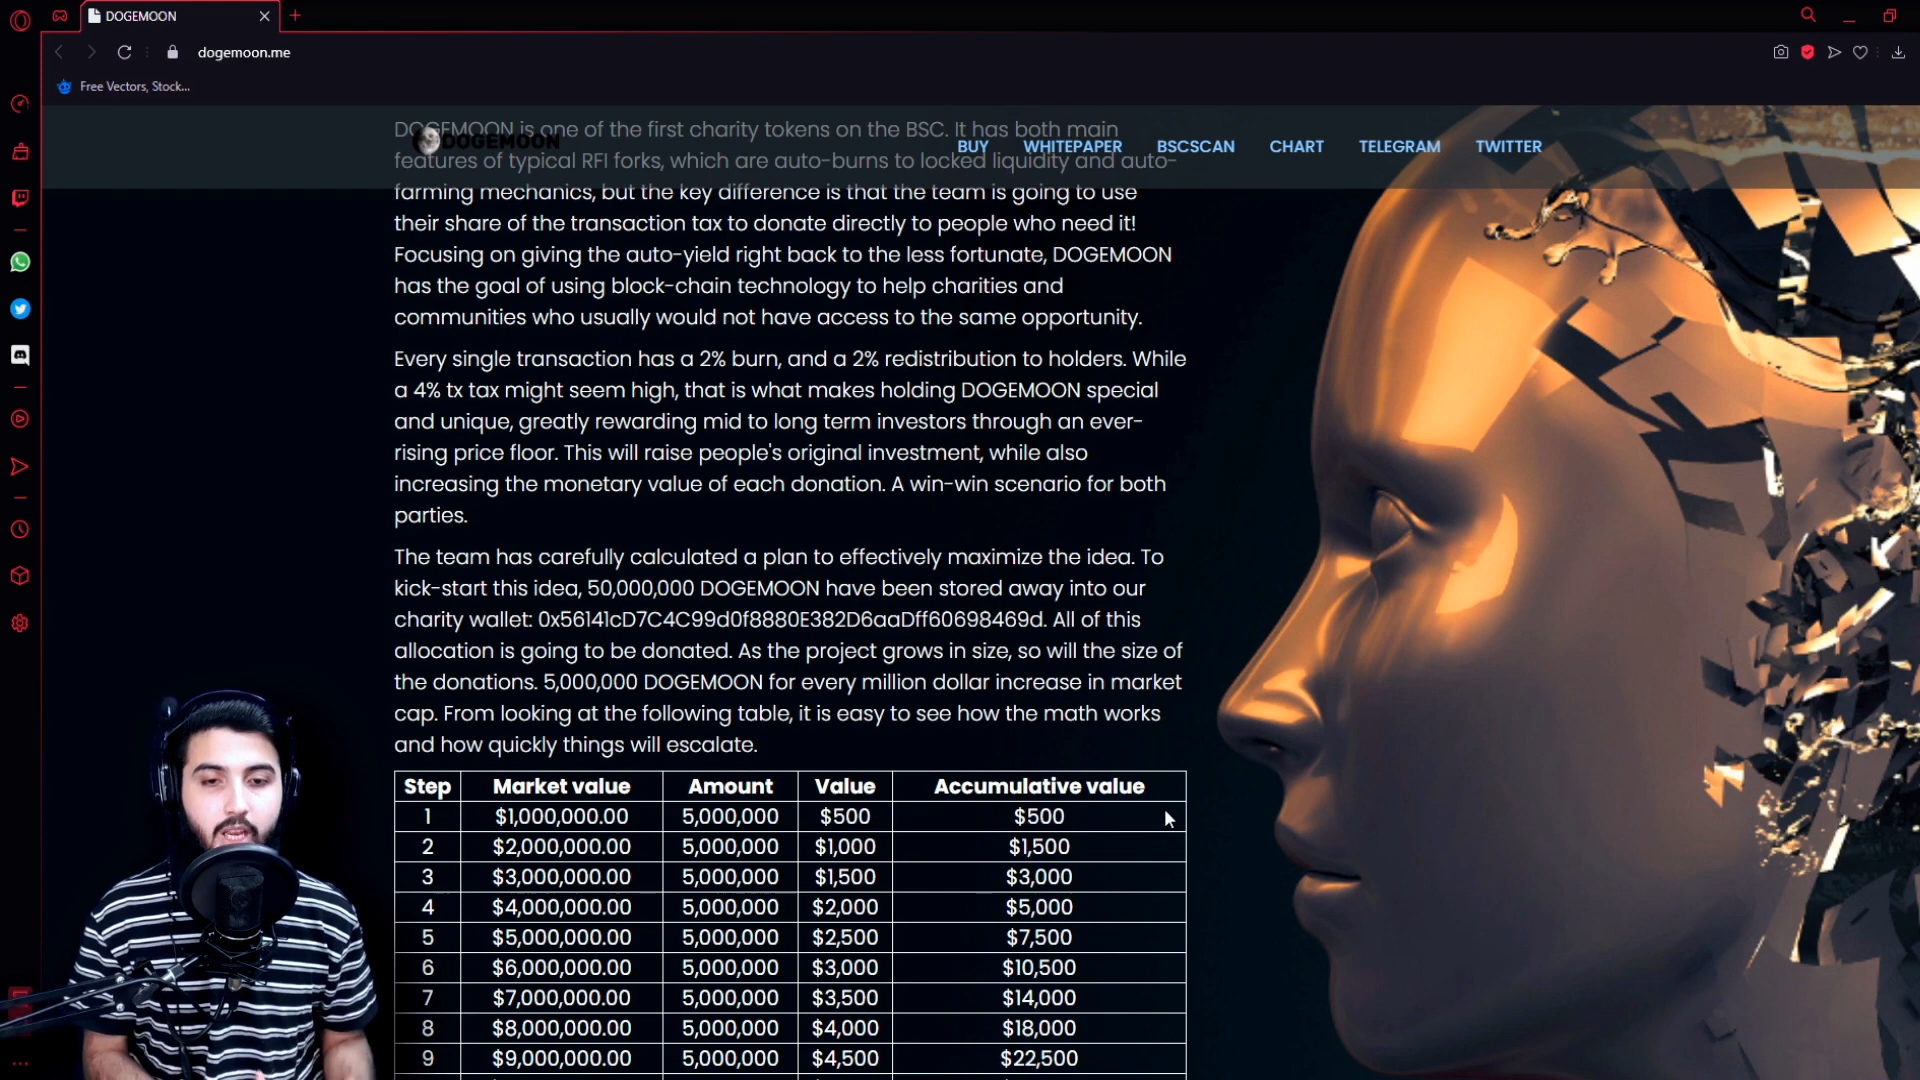 DOGEMOON
dogemoon.me
Free Vectors, Stock...
DOGEMOON
BUY WHITEPAPER BSCSCAN CHART TELEGRAM TWITTER
DOGEMOON is one of the first charity tokens on the BSC. It has both main
features of typical RFI forks, which are auto-burns to locked liquidity and auto-
farming mechanics, but the key difference is that the team is going to use
their share of the transaction tax to donate directly to people who need it!
Focusing on giving the auto-yield right back to the less fortunate, DOGEMOON
has the goal of using block-chain technology to help charities and
communities who usually would not have access to the same opportunity.
Every single transaction has a 2% burn, and a 2% redistribution to holders. While
a 4% tx tax might seem high, that is what makes holding DOGEMOON special
and unique, greatly rewarding mid to long term investors through an ever-
rising price floor. This will raise people's original investment, while also
increasing the monetary value of each donation. A win-win scenario for both
parties.
The team has carefully calculated a plan to effectively maximize the idea. To
kick-start this idea, 50,000,000 DOGEMOON have been stored away into our
charity wallet: 0x56141cD7C4C99d0f8880E382D6aaDff60698469d. All of this
allocation is going to be donated. As the project grows in size, so will the size of
the donations. 5,000,000 DOGEMOON for every million dollar increase in market
cap. From looking at the following table, it is easy to see how the math works
and how quickly things will escalate.
Step Market value Amount Value Accumulative value
1 $1,000,000.00 5,000,000 $500 $500
2 $2,000,000.00 5,000,000 $1,000 $1,500
3 $3,000,000.00 5,000,000 $1,500 $3,000
4 $4,000,000.00 5,000,000 $2,000 $5,000
5 $5,000,000.00 5,000,000 $2,500 $7,500
6 $6,000,000.00 5,000,000 $3,000 $10,500
7 $7,000,000.00 5,000,000 $3,500 $14,000
8 $8,000,000.00 5,000,000 $4,000 $18,000
9 $9,000,000.00 5,000,000 $4,500 $22,500